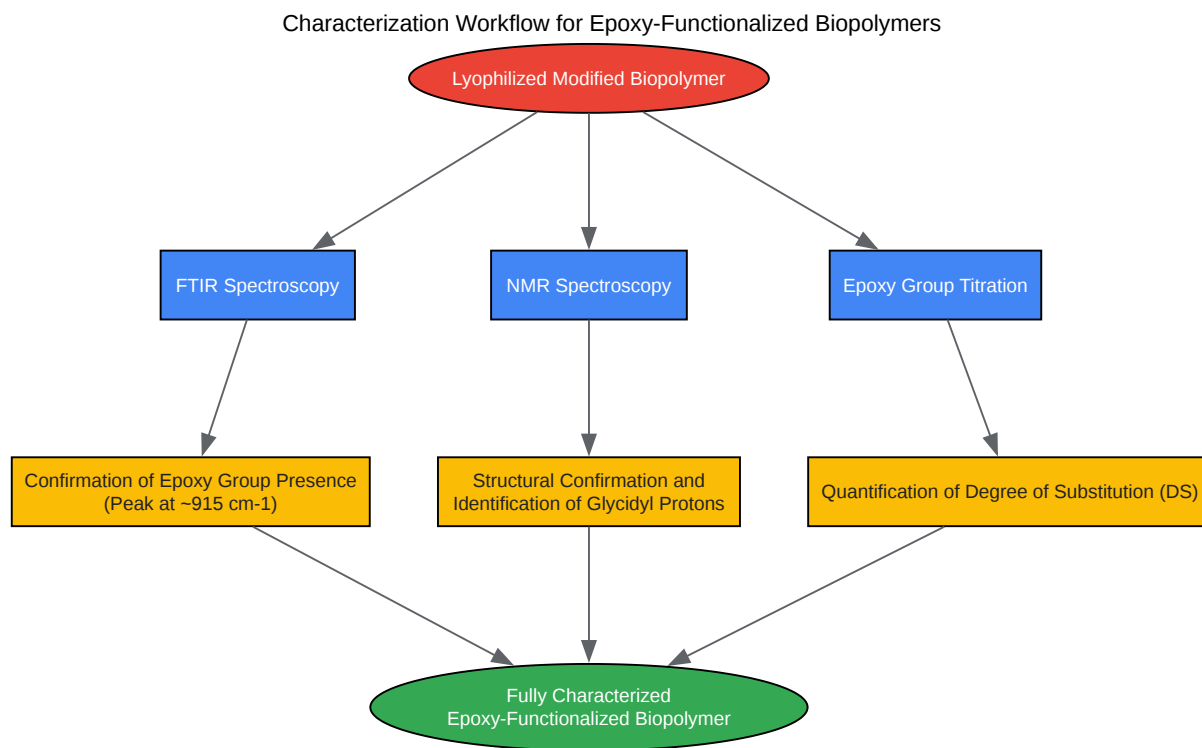 Characterization Workflow for Epoxy-Functionalized Biopolymers
Lyophilized Modified Biopolymer
FTIR Spectroscopy
NMR Spectroscopy
Epoxy Group Titration
Confirmation of Epoxy Group Presence
(Peak at ~915 cm-1)
Structural Confirmation and
Identification of Glycidyl Protons
Quantification of Degree of Substitution (DS)
Fully Characterized
Epoxy-Functionalized Biopolymer